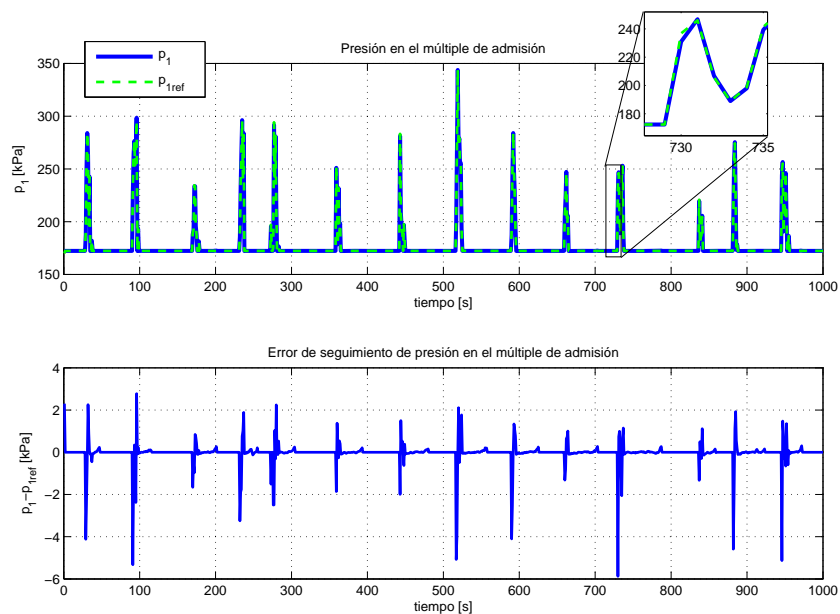 Presión en el múltiple de admisión
p1
p1ref
p1 [kPa]
350
300
250
200
150
0 100 200 300 400 500 600 700 800 900 1000
tiempo [s]
240
220
200
180
730 735
Error de seguimiento de presión en el múltiple de admisión
p1−p1ref [kPa]
4
2
0
−2
−4
−6
0 100 200 300 400 500 600 700 800 900 1000
tiempo [s]